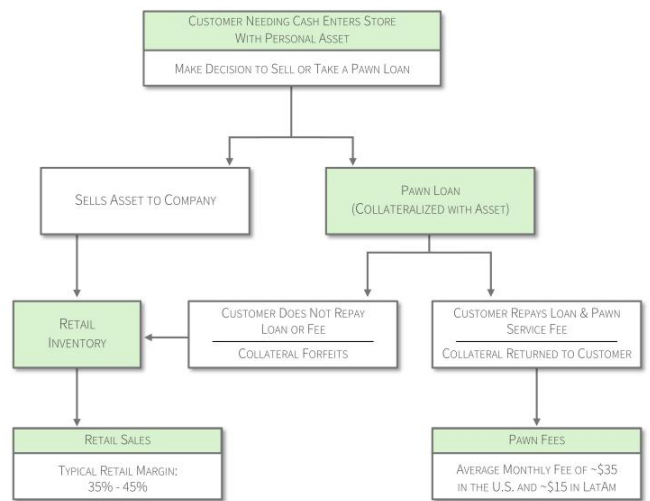 CUSTOMER NEEDING CASH ENTERS STORE
WITH PERSONAL ASSET
MAKE DECISION TO SELL OR TAKE A PAWN LOAN
SELLS ASSET TO COMPANY
PAWN LOAN
(COLLATERALIZED WITH ASSET)
RETAIL
INVENTORY
CUSTOMER DOES NOT REPAY
LOAN OR FEE
COLLATERAL FORFEITS
CUSTOMER REPAYS LOAN & PAWN
SERVICE FEE
COLLATERAL RETURNED TO CUSTOMER
RETAIL SALES
TYPICAL RETAIL MARGIN:
35% - 45%
PAWN FEES
AVERAGE MONTHLY FEE OF ~$35
IN THE U.S. AND ~$15 IN LATAM